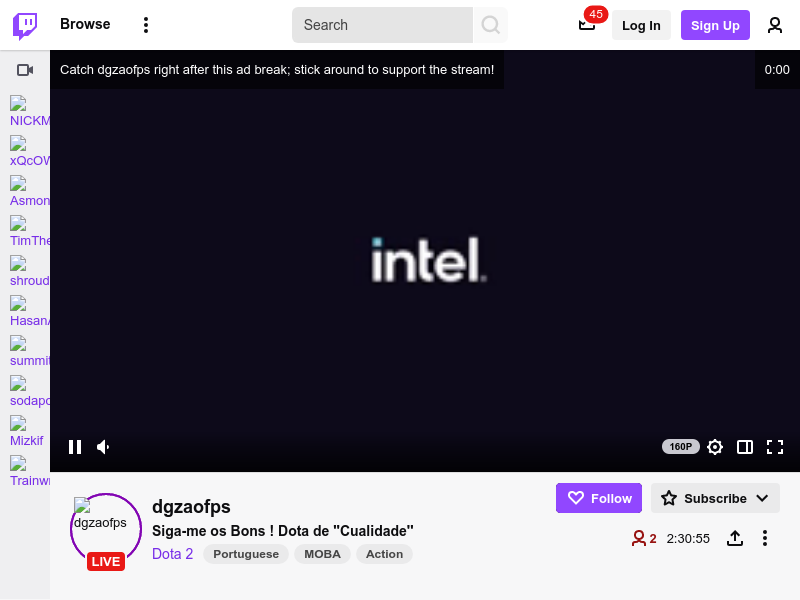 Browse
Search
45
Log In
Sign Up
Catch dgzaofps right after this ad break; stick around to support the stream!
0:00
NICKM
xQcOW
Asmon
TimThe
shroud
HasanA
summit
sodapo
Mizkif
Trainwr
intel.
160P
dgzaofps
LIVE
dgzaofps
Siga-me os Bons ! Dota de "Cualidade"
Dota 2
Portuguese
MOBA
Action
Follow
Subscribe
2
2:30:55